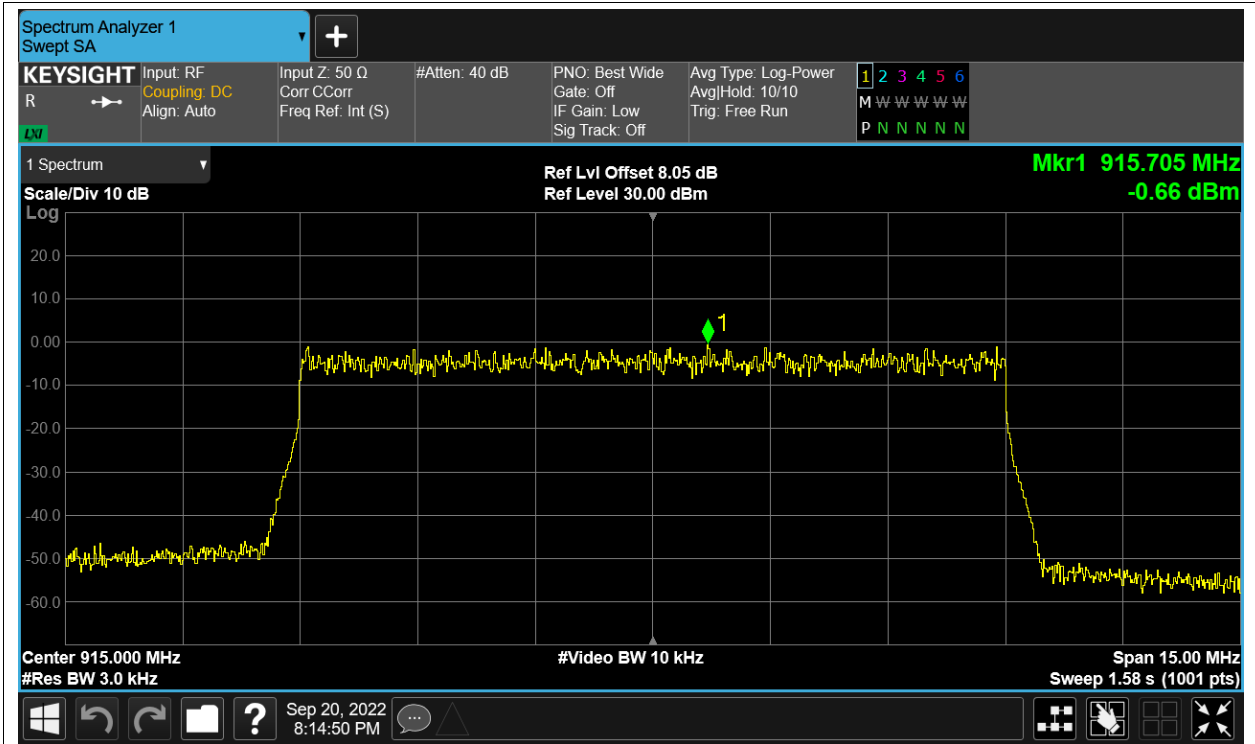 Spectrum Analyzer 1
Swept SA
KEYSIGHT
R
LXI
Input: RF
Coupling: DC
Align: Auto
Input Z: 50 Ω
Corr CCorr
Freq Ref: Int (S)
#Atten: 40 dB
PNO: Best Wide
Gate: Off
IF Gain: Low
Sig Track: Off
Avg Type: Log-Power
Avg|Hold: 10/10
Trig: Free Run
1 2 3 4 5 6
M W W W W W
P N N N N N
1 Spectrum
Scale/Div 10 dB
Log
Ref Lvl Offset 8.05 dB
Ref Level 30.00 dBm
Mkr1 915.705 MHz
-0.66 dBm
20.0
10.0
0.00
-10.0
-20.0
-30.0
-40.0
-50.0
-60.0
1
Center 915.000 MHz
#Res BW 3.0 kHz
#Video BW 10 kHz
Span 15.00 MHz
Sweep 1.58 s (1001 pts)
?
Sep 20, 2022
8:14:50 PM